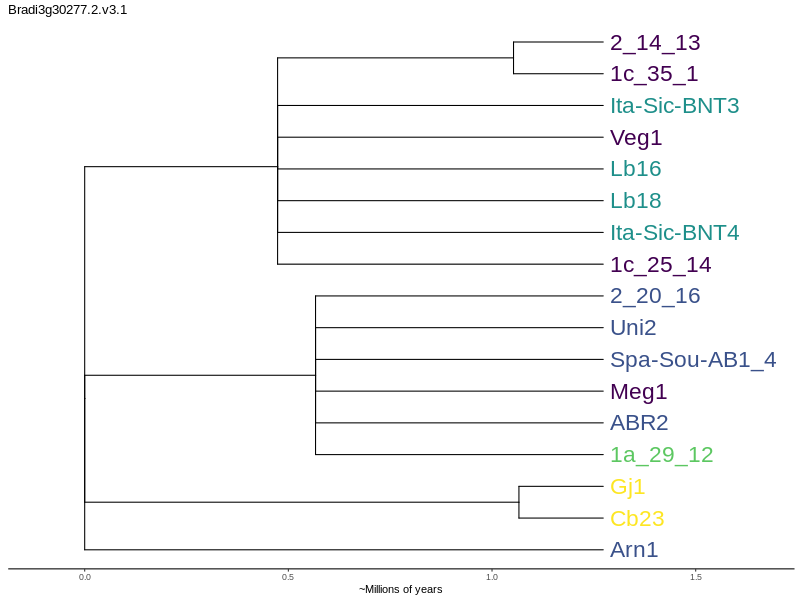 Bradi3g30277.2.v3.1
2_14_13
1c_35_1
Ita-Sic-BNT3
Veg1
Lb16
Lb18
Ita-Sic-BNT4
1c_25_14
2_20_16
Uni2
Spa-Sou-AB1_4
Meg1
ABR2
1a_29_12
Gj1
Cb23
Arn1
0.0 0.5 1.0 1.5
~Millions of years